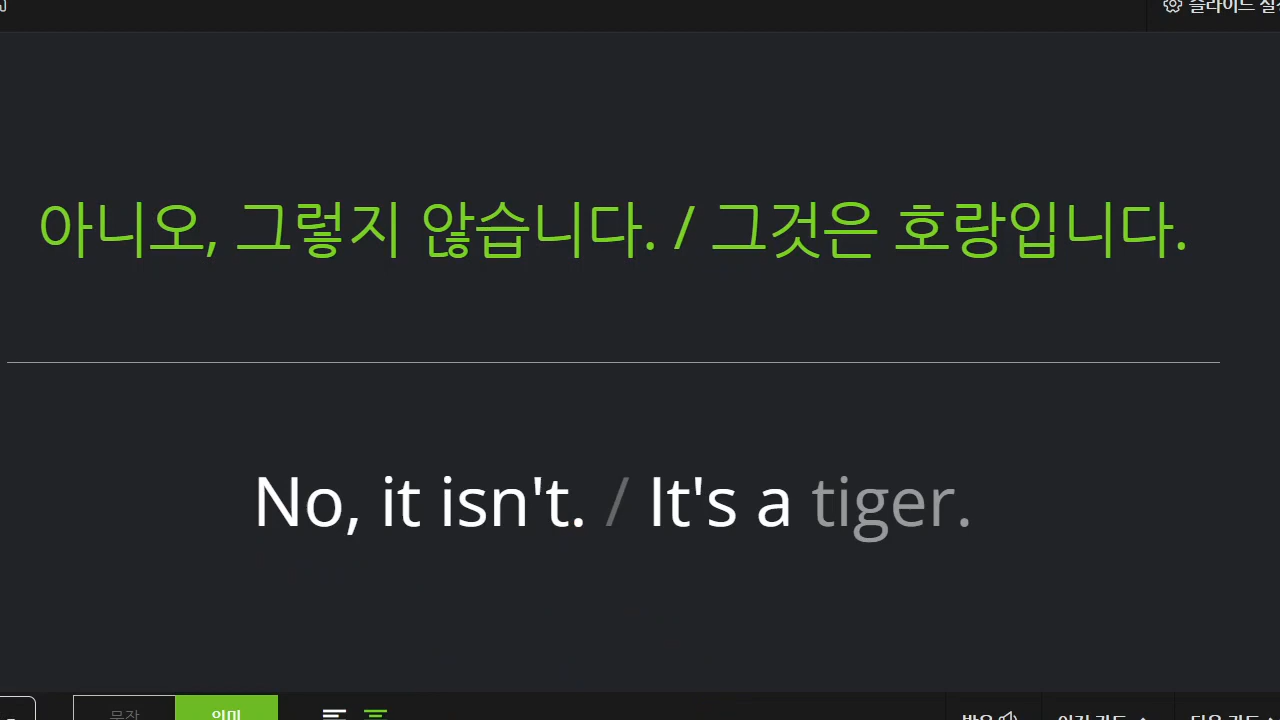 아니오, 그렇지 않습니다. / 그것은 호랑입니다.
No, it isn't. / It's a tiger.